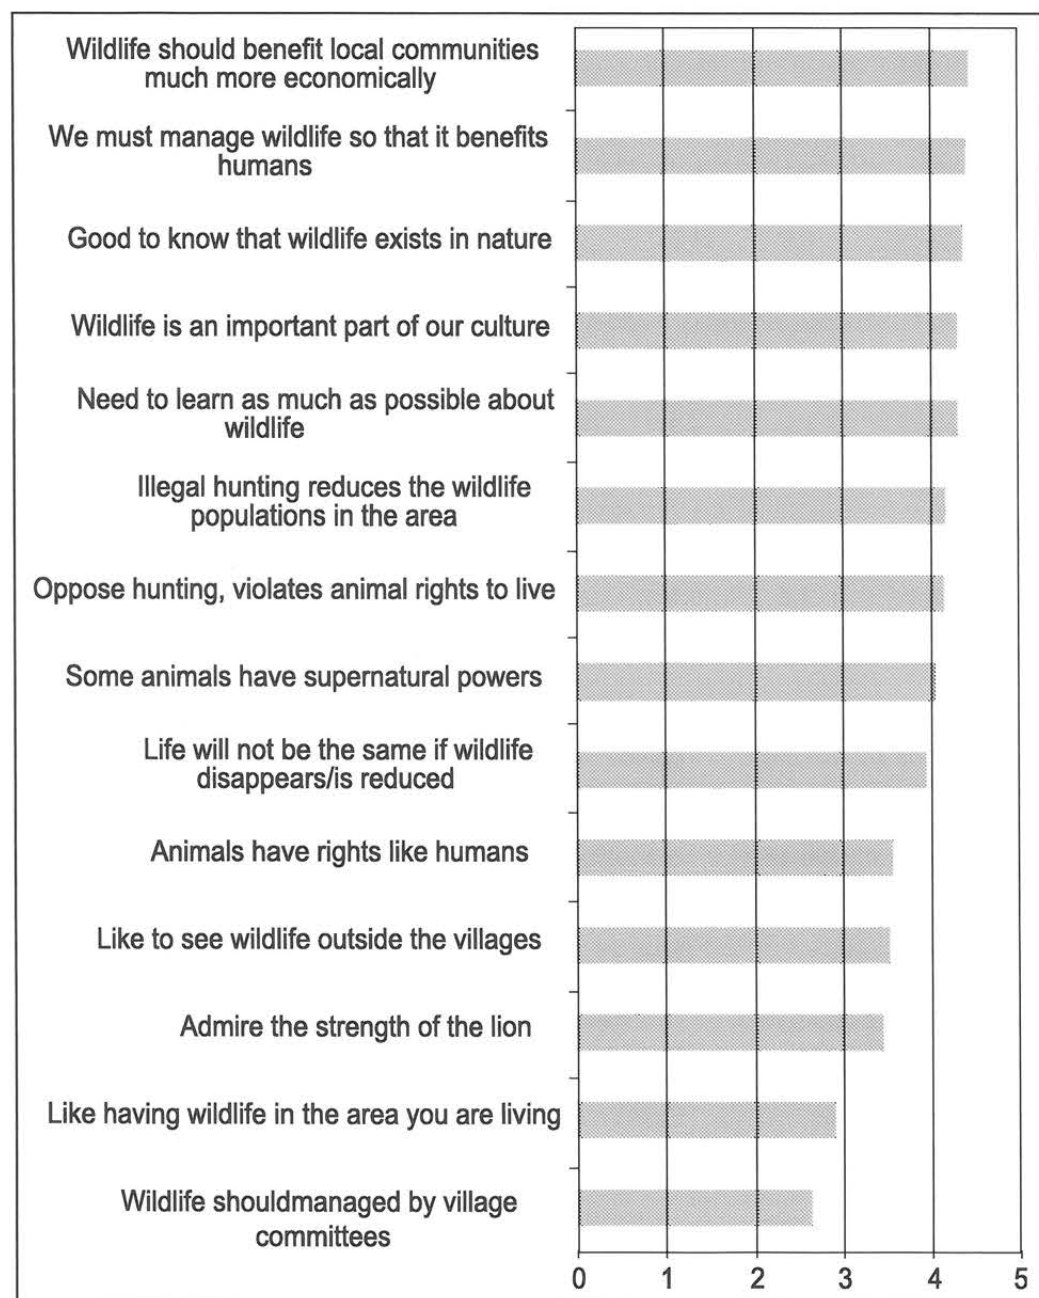 Wildlife should benefit local communities
much more economically
We must manage wildlife so that it benefits
humans
Good to know that wildlife exists in nature
Wildlife is an important part of our culture
Need to learn as much as possible about
wildlife
Illegal hunting reduces the wildlife
populations in the area
Oppose hunting, violates animal rights to live
Some animals have supernatural powers
Life will not be the same if wildlife
disappears/is reduced
Animals have rights like humans
Like to see wildlife outside the villages
Admire the strength of the lion
Like having wildlife in the area you are living
Wildlife shouldmanaged by village
committees
0 1 2 3 4 5